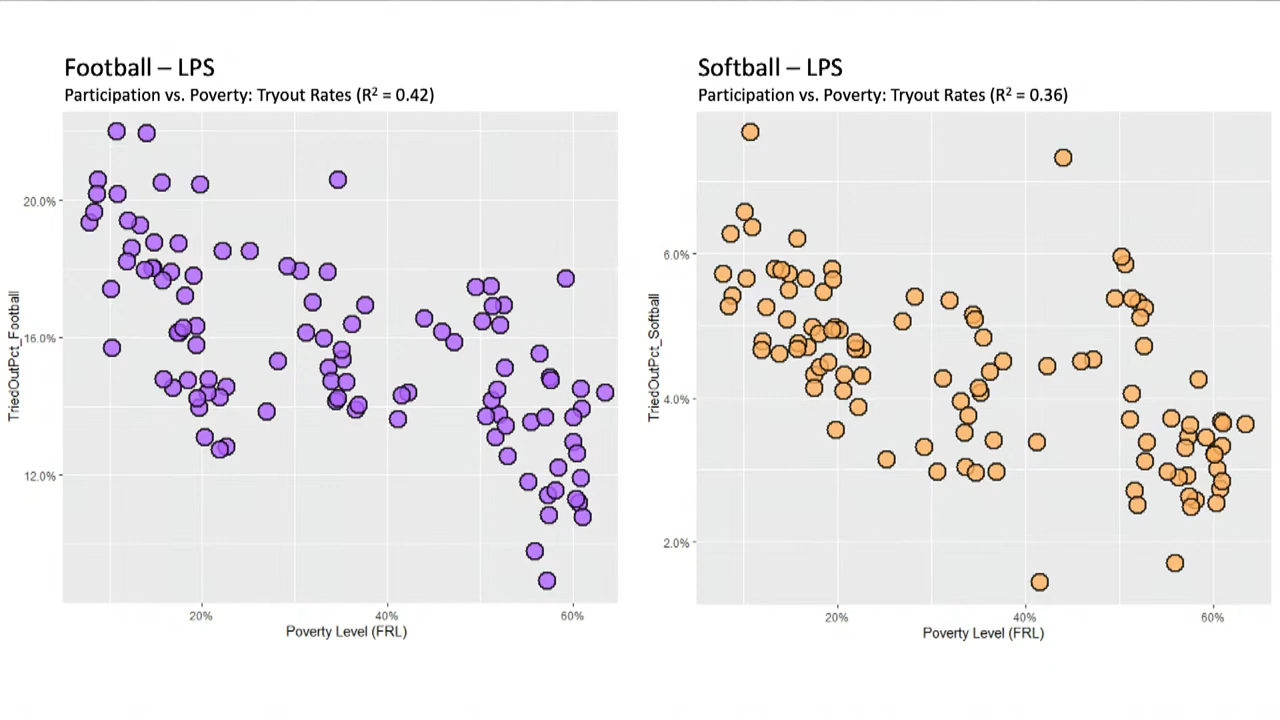 Football – LPS
Participation vs. Poverty: Tryout Rates (R² = 0.42)
TriedOutPct_Football
20.0%
16.0%
12.0%
20%
40%
60%
Poverty Level (FRL)
Softball – LPS
Participation vs. Poverty: Tryout Rates (R² = 0.36)
TriedOutPct_Softball
6.0%
4.0%
2.0%
20%
40%
60%
Poverty Level (FRL)